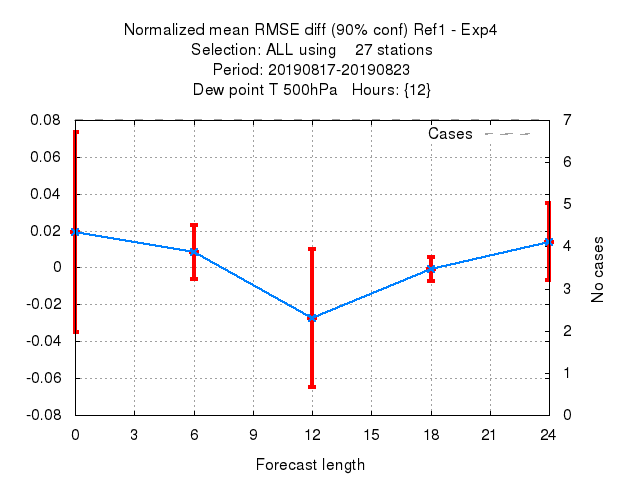 Normalized mean RMSE diff (90% conf) Ref1 - Exp4
Selection: ALL using    27 stations
Period: 20190817-20190823
Dew point T 500hPa   Hours: {12}
Cases
0.08
0.06
0.04
0.02
0
-0.02
-0.04
-0.06
-0.08
7
6
5
4
3
2
1
0
No cases
0 3 6 9 12 15 18 21 24
Forecast length